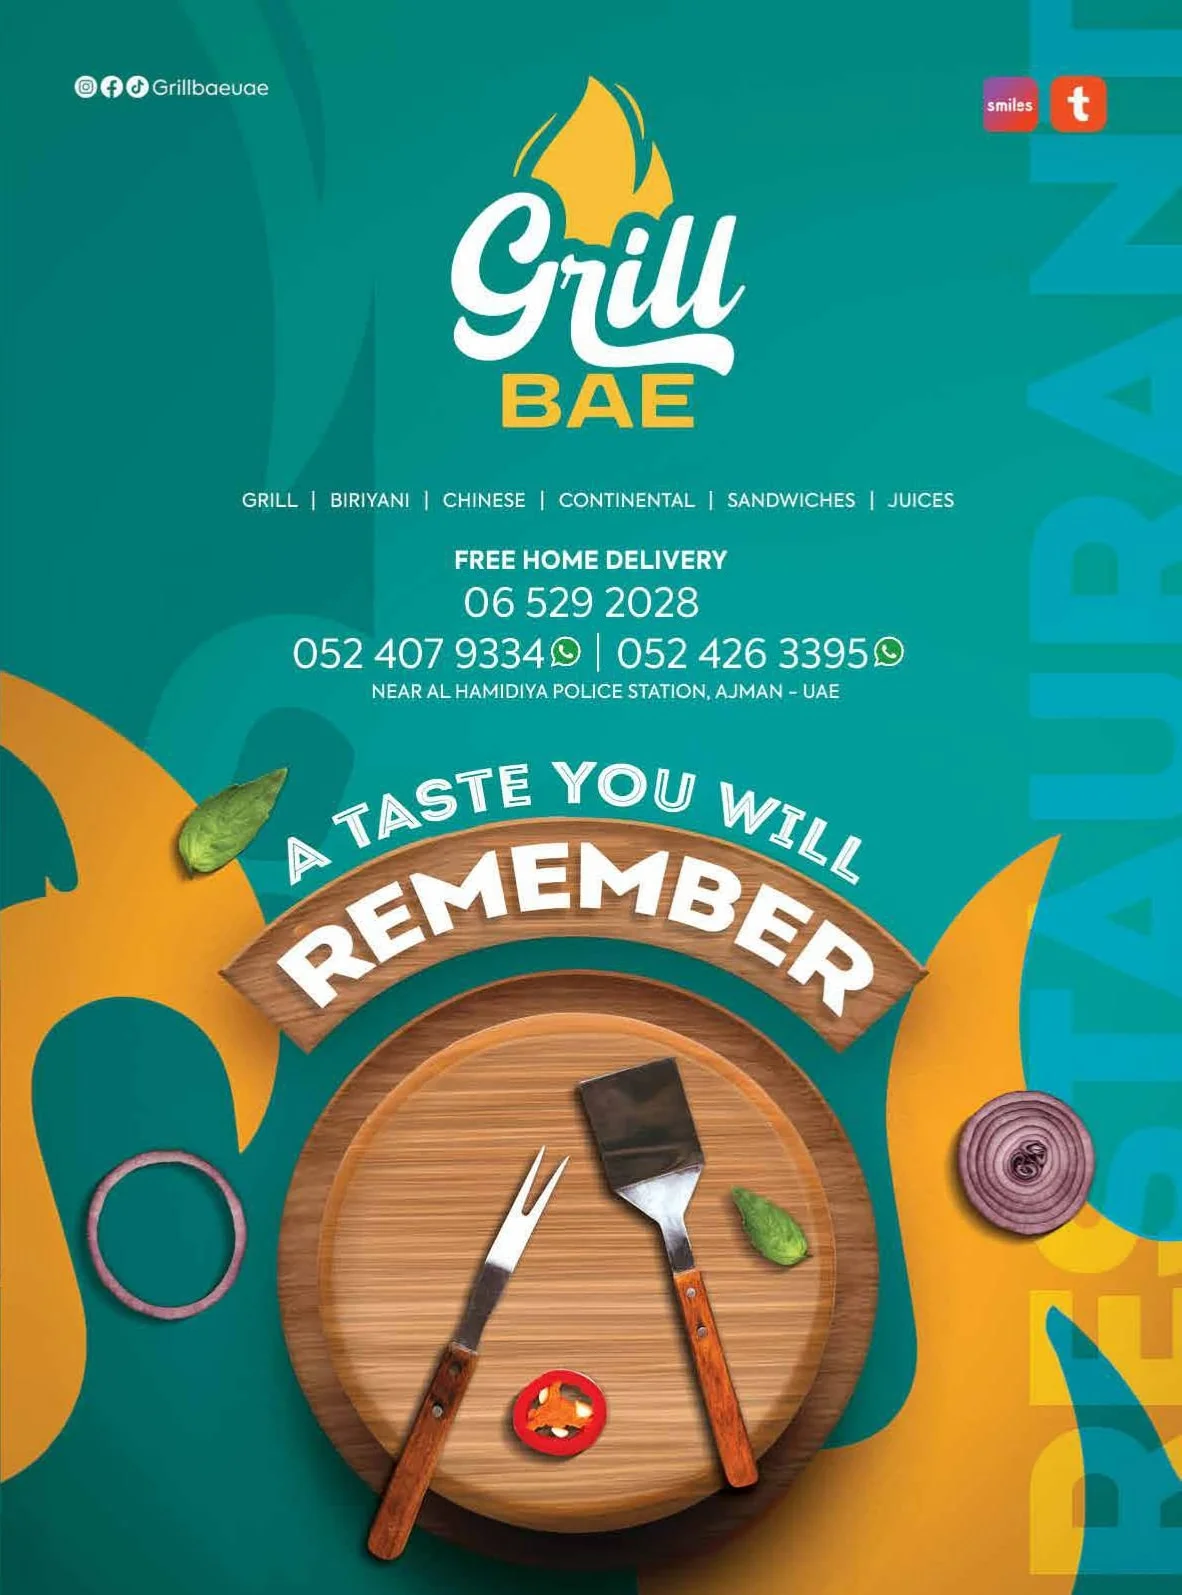 Grillbaeuae
smiles
t
Grill
BAE
GRILL | BIRIYANI | CHINESE | CONTINENTAL | SANDWICHES | JUICES
FREE HOME DELIVERY
06 529 2028
052 407 9334 | 052 426 3395
NEAR AL HAMIDIYA POLICE STATION, AJMAN – UAE
A TASTE YOU WILL
REMEMBER
RESTAURANT